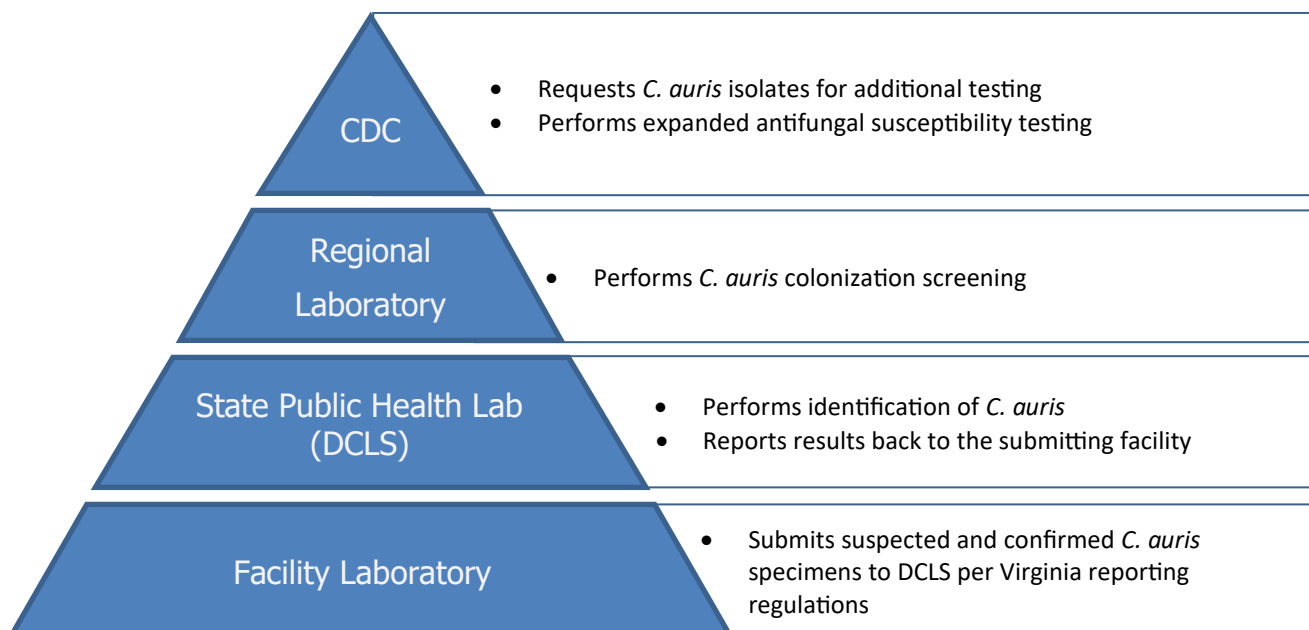 CDC
• Requests C. auris isolates for additional testing
• Performs expanded antifungal susceptibility testing
Regional
Laboratory
• Performs C. auris colonization screening
State Public Health Lab
(DCLS)
• Performs identification of C. auris
• Reports results back to the submitting facility
Facility Laboratory
• Submits suspected and confirmed C. auris
specimens to DCLS per Virginia reporting
regulations